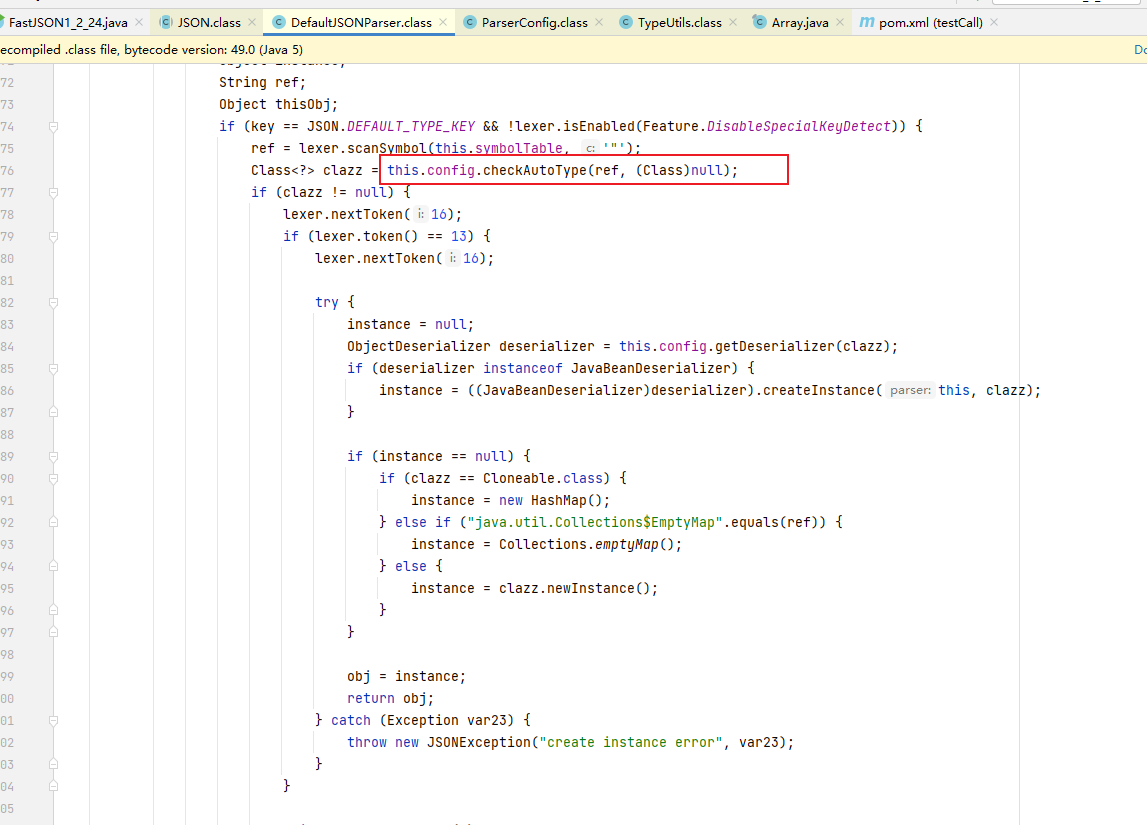 FastJSON1_2_24.java JSON.class DefaultJSONParser.class ParserConfig.class TypeUtils.class Array.java pom.xml (testCall)
ecompiled .class file, bytecode version: 49.0 (Java 5) Do
72 String ref;
73 Object thisObj;
74 if (key == JSON.DEFAULT_TYPE_KEY && !lexer.isEnabled(Feature.DisableSpecialKeyDetect)) {
75 ref = lexer.scanSymbol(this.symbolTable, c: '"');
76 Class<?> clazz = this.config.checkAutoType(ref, (Class)null);
77 if (clazz != null) {
78 lexer.nextToken( i: 16);
79 if (lexer.token() == 13) {
80 lexer.nextToken( i: 16);
81
82 try {
83 instance = null;
84 ObjectDeserializer deserializer = this.config.getDeserializer(clazz);
85 if (deserializer instanceof JavaBeanDeserializer) {
86 instance = ((JavaBeanDeserializer)deserializer).createInstance( parser: this, clazz);
87 }
88
89 if (instance == null) {
90 if (clazz == Cloneable.class) {
91 instance = new HashMap();
92 } else if ("java.util.Collections$EmptyMap".equals(ref)) {
93 instance = Collections.emptyMap();
94 } else {
95 instance = clazz.newInstance();
96 }
97 }
98
99 obj = instance;
00 return obj;
01 } catch (Exception var23) {
02 throw new JSONException("create instance error", var23);
03 }
04 }
05